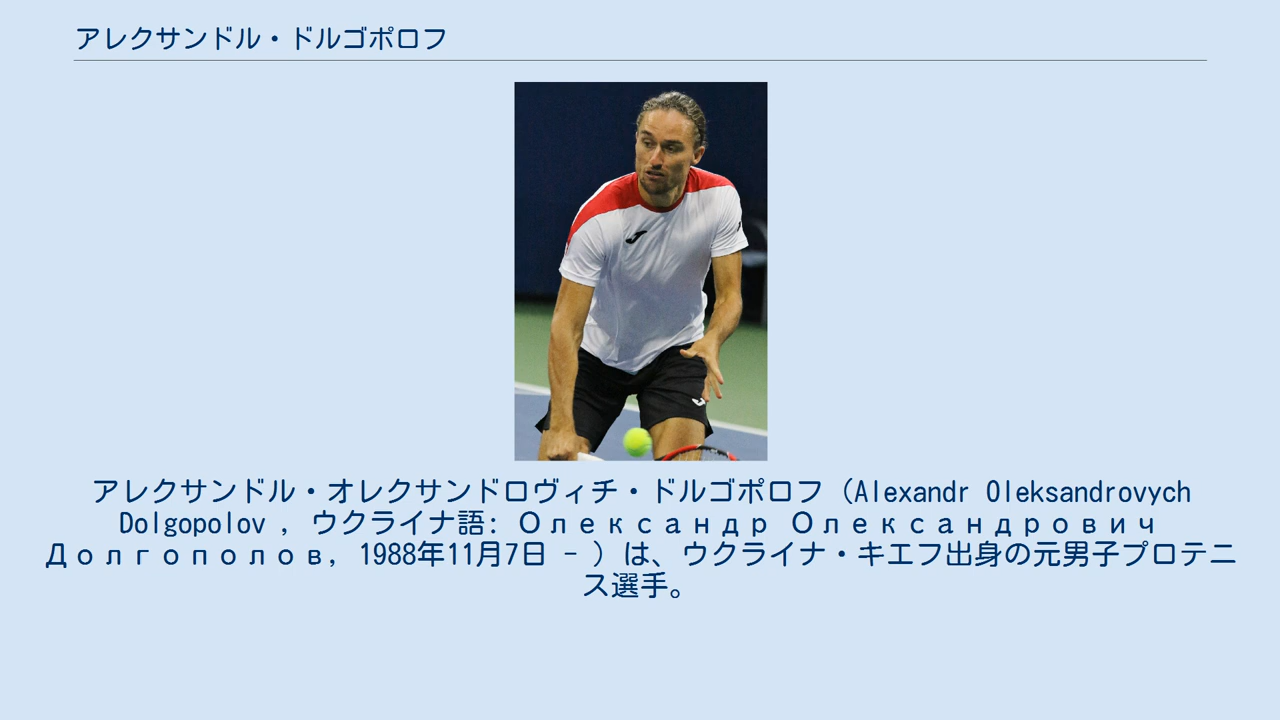 アレクサンドル・ドルゴポロフ
アレクサンドル・オレクサンドロヴィチ・ドルゴポロフ（Alexandr Oleksandrovych
Dolgopolov , ウクライナ語: Олександр Олександрович
Долгополов, 1988年11月7日 - ）は、ウクライナ・キエフ出身の元男子プロテニ
ス選手。